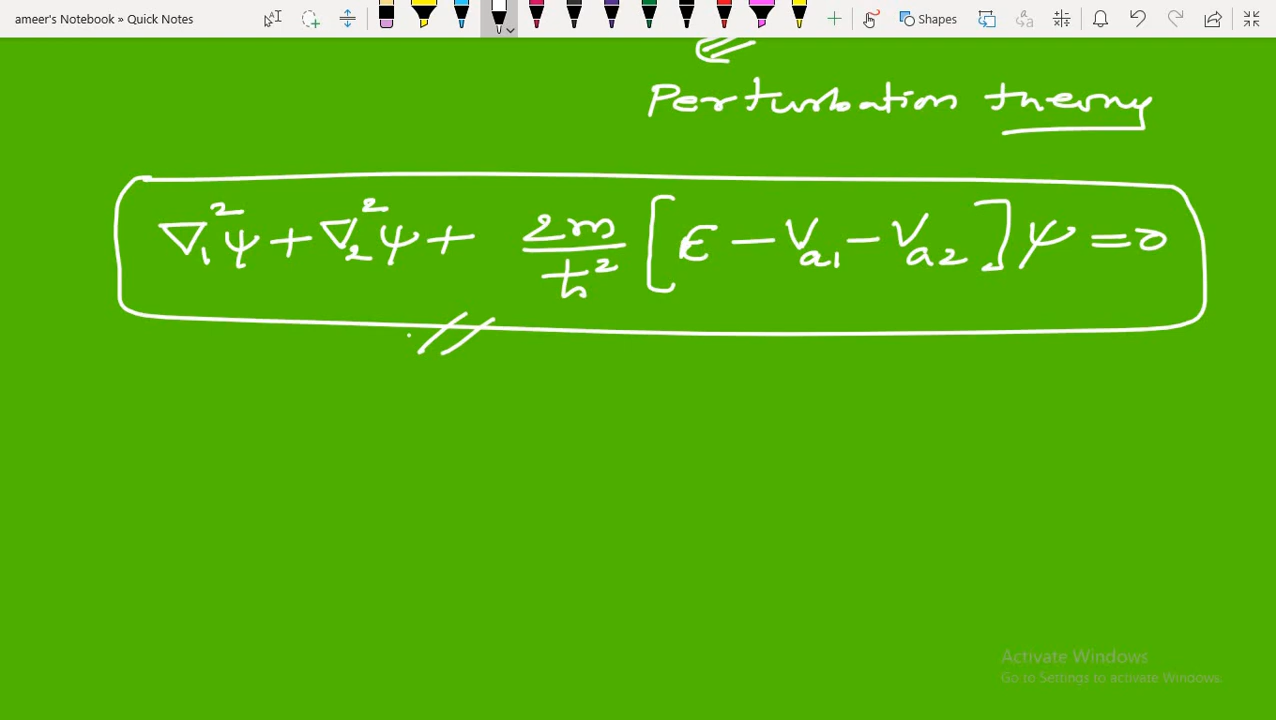 ameer's Notebook » Quick Notes
Shapes
Perturbation theory
∇₁²ψ + ∇₂²ψ + 2m/ħ² [E − Va1 − Va2] ψ = 0
Activate Windows
Go to Settings to activate Windows.